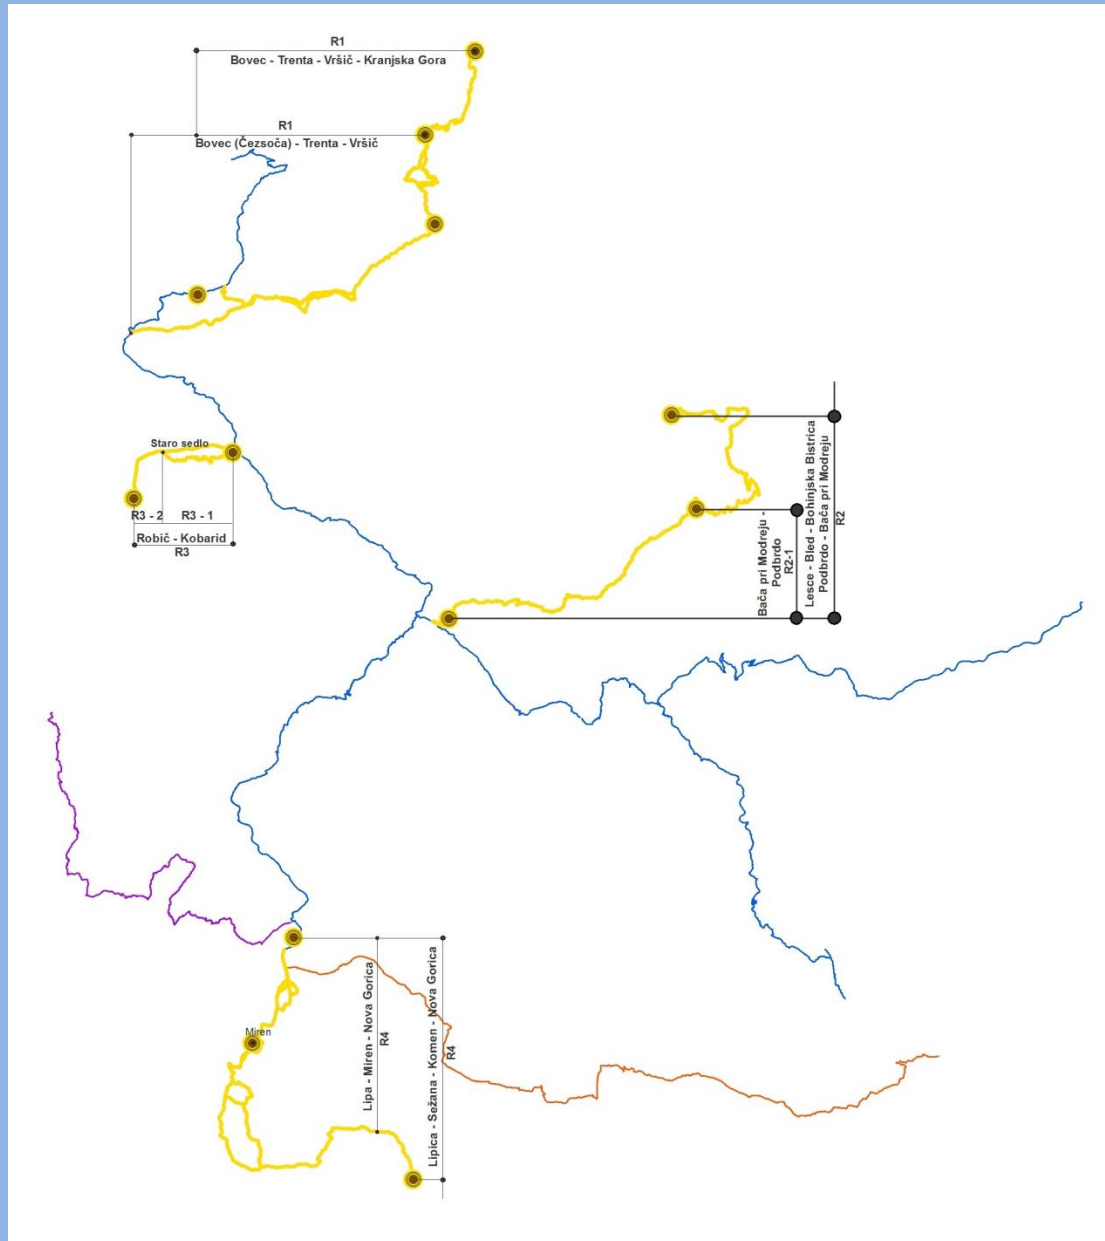 R1
Bovec - Trenta - Vršič - Kranjska Gora
R1
Bovec (Čezsoča) - Trenta - Vršič
Staro sedlo
R3 - 2
R3 - 1
Robič - Kobarid
R3
Bača pri Modreju -
Podbrdo
R2-1
Lesce - Bled - Bohinjska Bistrica
Podbrdo - Bača pri Modreju
R2
Miren
Lipa - Miren - Nova Gorica
R4
Lipica - Sežana - Komen - Nova Gorica
R4